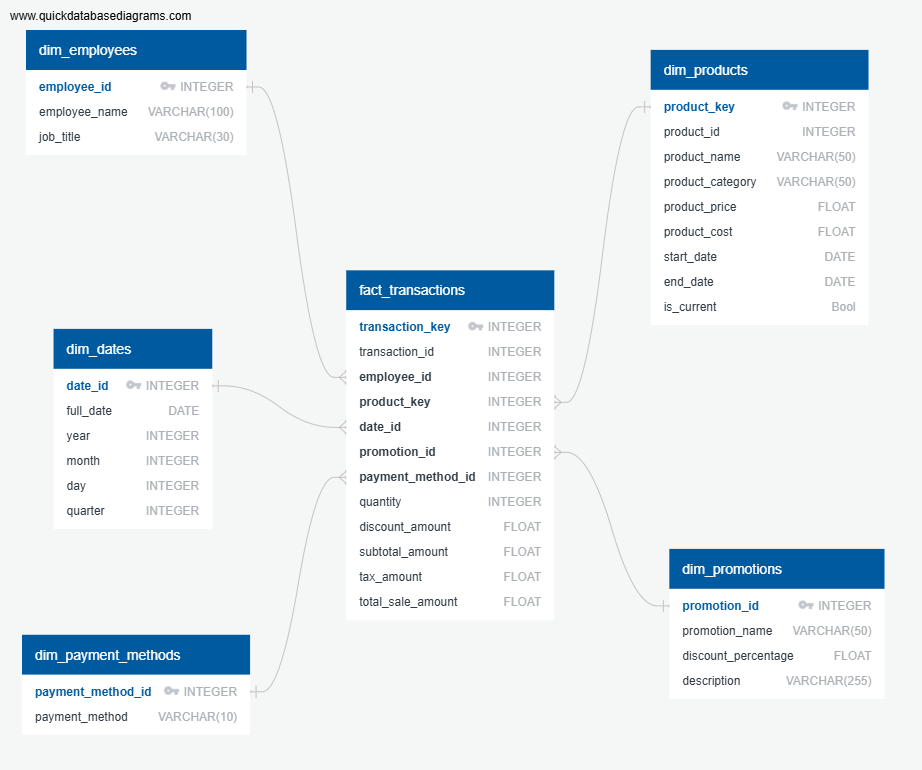 www.quickdatabasediagrams.com
dim_employees
employee_id INTEGER
employee_name VARCHAR(100)
job_title VARCHAR(30)
dim_products
product_key INTEGER
product_id INTEGER
product_name VARCHAR(50)
product_category VARCHAR(50)
product_price FLOAT
product_cost FLOAT
start_date DATE
end_date DATE
is_current Bool
fact_transactions
transaction_key INTEGER
transaction_id INTEGER
employee_id INTEGER
product_key INTEGER
date_id INTEGER
promotion_id INTEGER
payment_method_id INTEGER
quantity INTEGER
discount_amount FLOAT
subtotal_amount FLOAT
tax_amount FLOAT
total_sale_amount FLOAT
dim_dates
date_id INTEGER
full_date DATE
year INTEGER
month INTEGER
day INTEGER
quarter INTEGER
dim_promotions
promotion_id INTEGER
promotion_name VARCHAR(50)
discount_percentage FLOAT
description VARCHAR(255)
dim_payment_methods
payment_method_id INTEGER
payment_method VARCHAR(10)